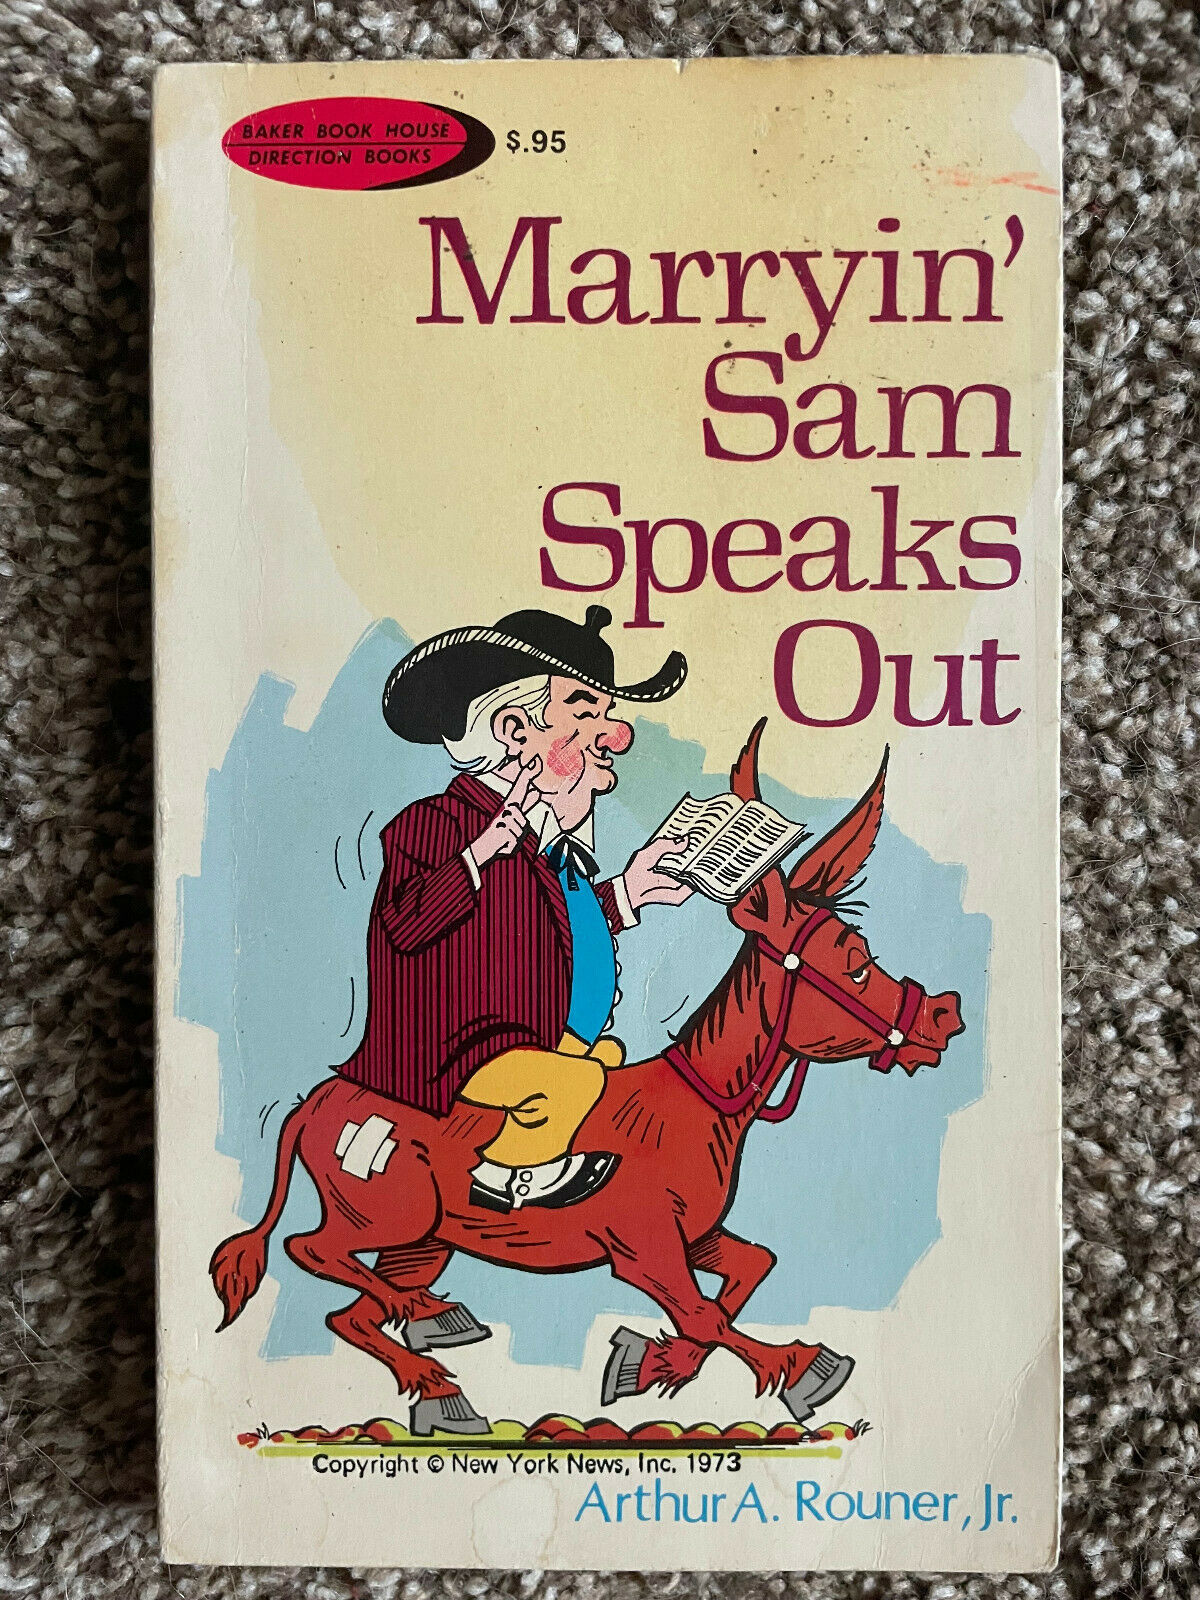 BAKER BOOK HOUSE
DIRECTION BOOKS
$.95
Marryin'
Sam
Speaks
Out
Copyright © New York News, Inc. 1973
Arthur A. Rouner, Jr.